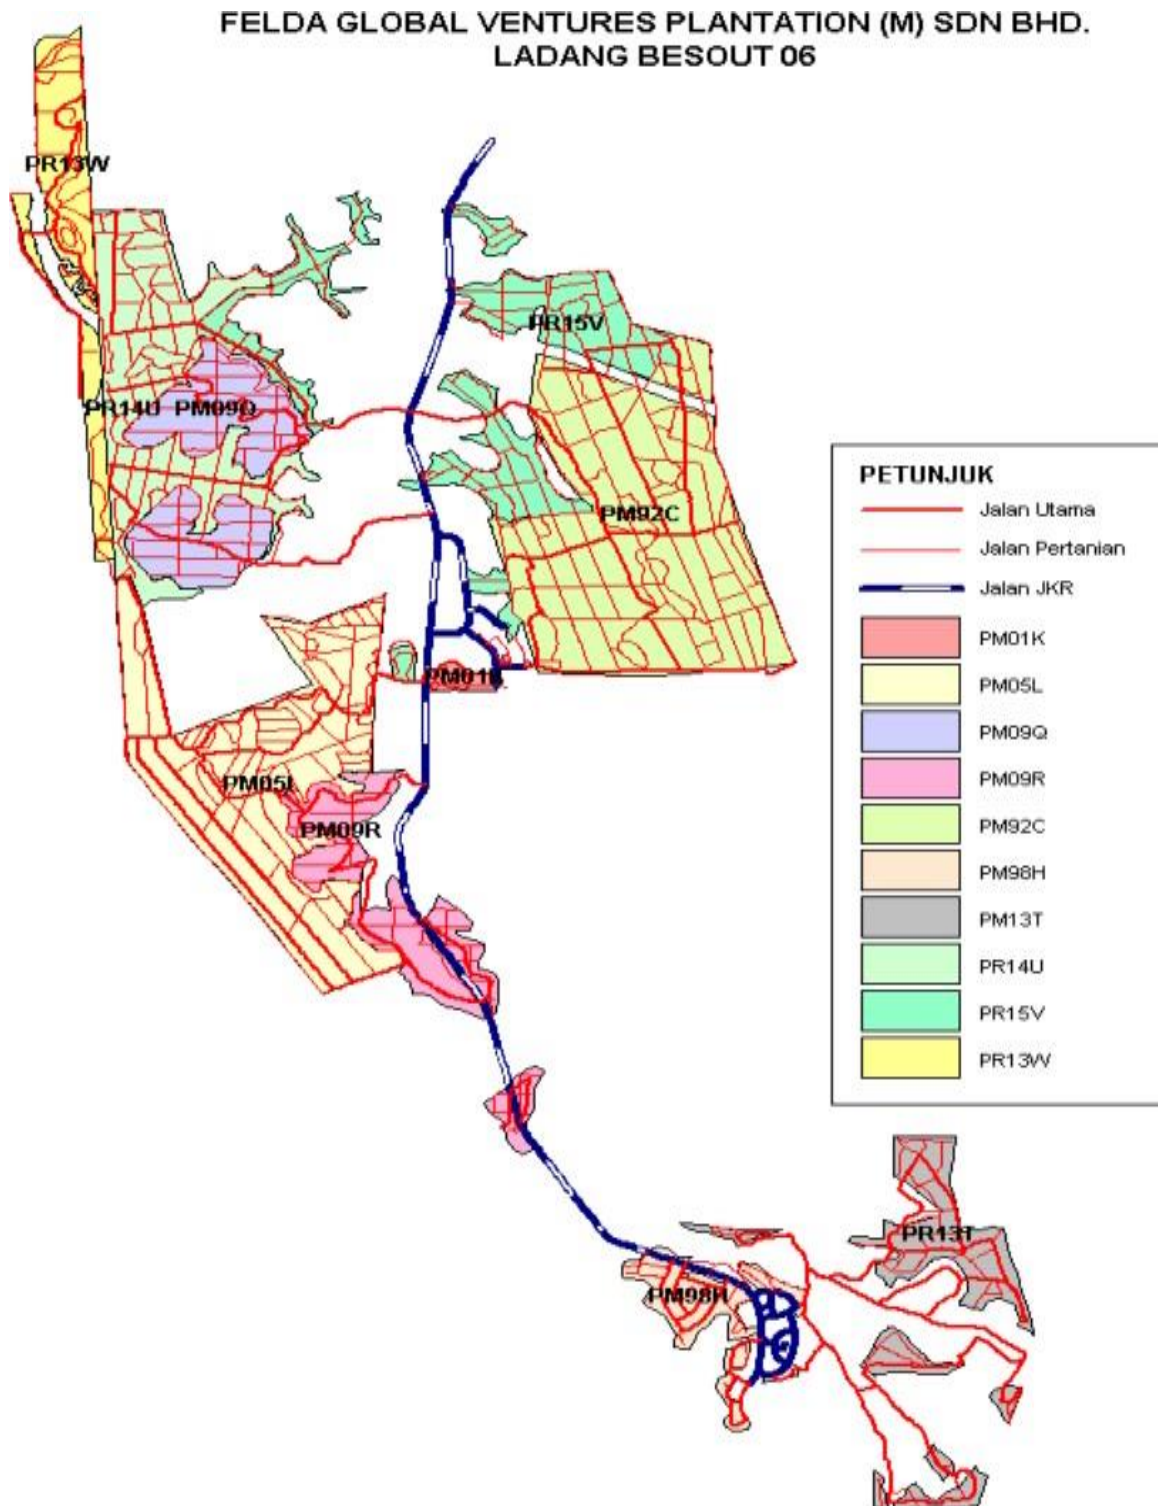 FELDA GLOBAL VENTURES PLANTATION (M) SDN BHD.
LADANG BESOUT 06
PR13W
PR15V
PR14U PM09Q
PM92C
PM01K
PM05L
PM09R
PR13T
PM98H
PETUNJUK
Jalan Utama
Jalan Pertanian
Jalan JKR
PM01K
PM05L
PM09Q
PM09R
PM92C
PM98H
PM13T
PR14U
PR15V
PR13W